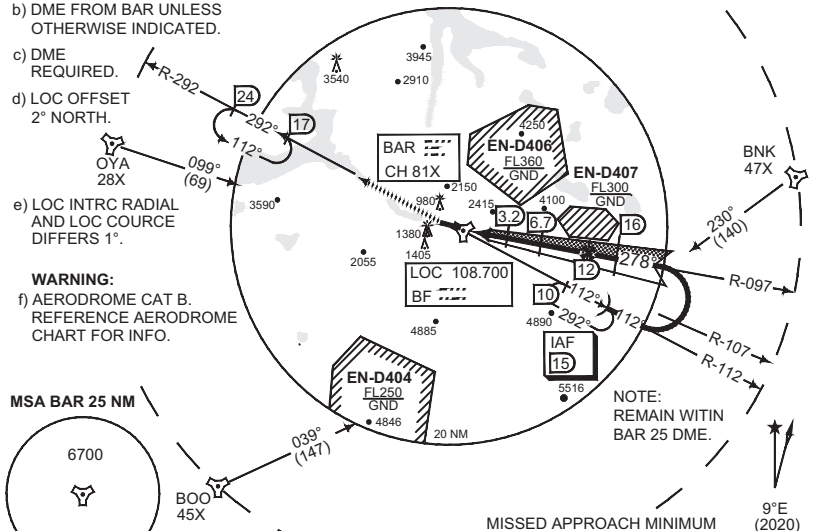 b) DME FROM BAR UNLESS
OTHERWISE INDICATED.
c) DME
REQUIRED.
d) LOC OFFSET
2° NORTH.
R-292
24
292°
17
112°
OYA
28X
099°
(69)
e) LOC INTRC RADIAL
AND LOC COURCE
DIFFERS 1°.
WARNING:
f) AERODROME CAT B.
REFERENCE AERODROME
CHART FOR INFO.
3540
3945
2910
BAR
CH 81X
4250
EN-D406
FL360
GND
EN-D407
FL300
GND
BNK
47X
230°
(140)
2150
980
2415
4100
3.2
6.7
16
3590
1380
1405
2055
12
278°
R-097
LOC 108.700
BF
10
112°
292°
112°
4885
4890
R-107
R-112
IAF
15
5516
EN-D404
FL250
GND
4846
20 NM
NOTE:
REMAIN WITIN
BAR 25 DME.
MSA BAR 25 NM
6700
039°
(147)
BOO
45X
9°E
(2020)
MISSED APPROACH MINIMUM